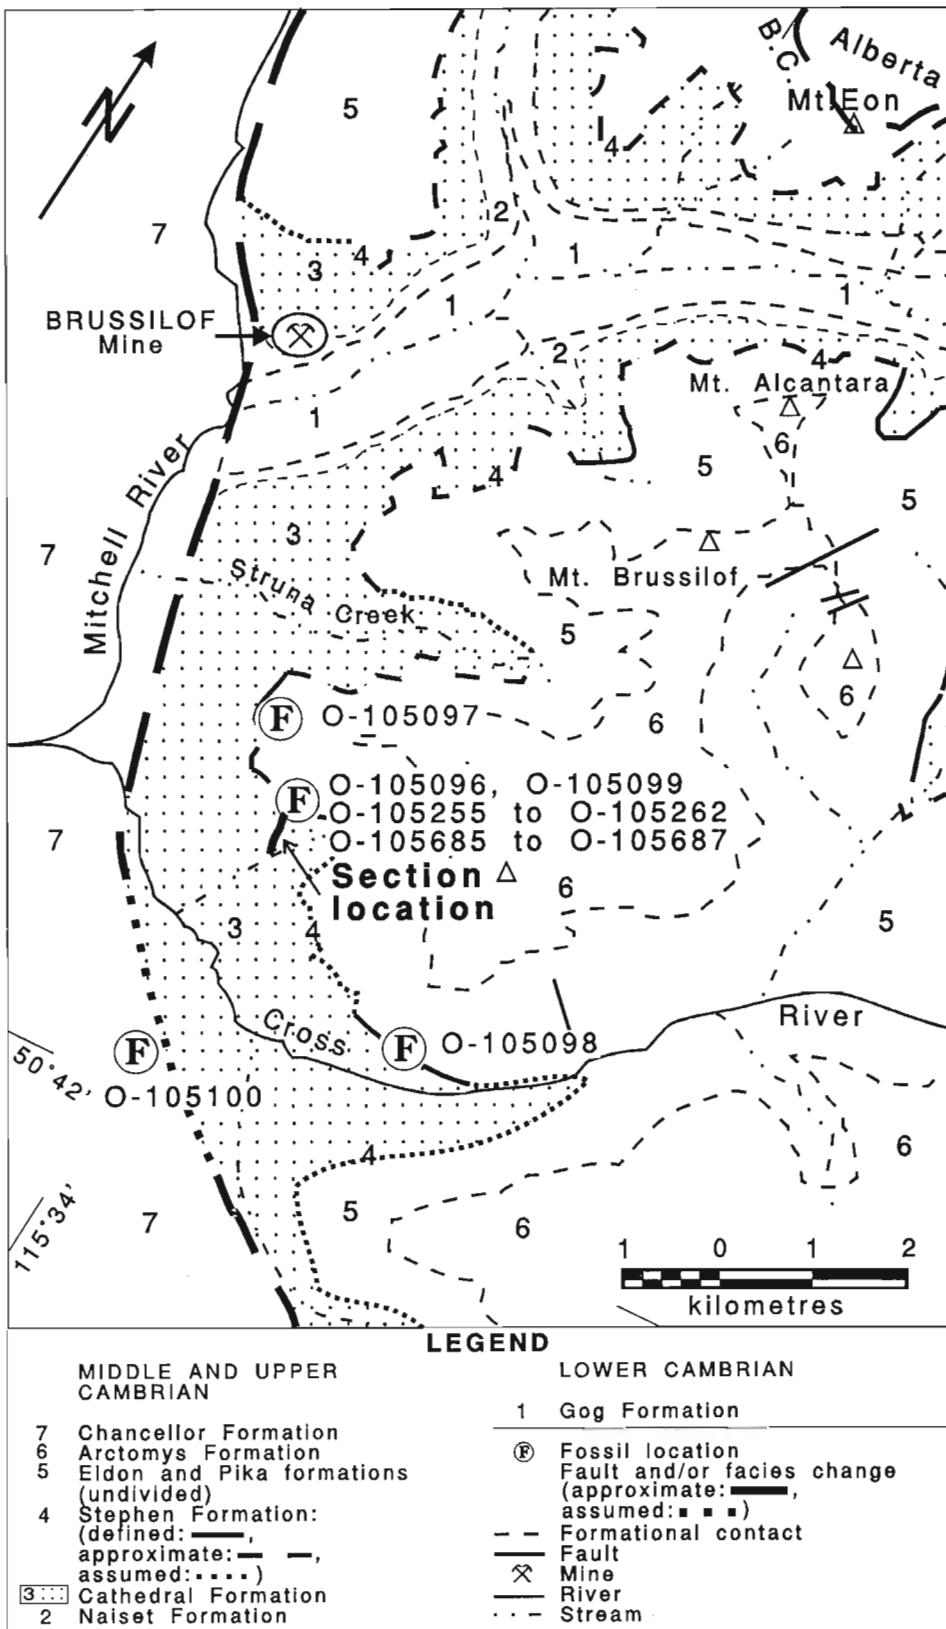 B.C.
Alberta
N
5
Mt. Eon
4
7
2
3
4
1
1
1
BRUSSILOF
Mine
2
4
Mt. Alcantara
1
6
5
4
5
Mitchell River
3
7
Struna Creek
Mt. Brussilof
5
6
6
F O-105097
F O-105096, O-105099
O-105255 to O-105262
O-105685 to O-105687
7
Section
location
6
3
4
5
Cross River
F O-105098
50°42'
F
O-105100
4
6
115°34'
7
5
6
1 0 1 2
kilometres
LEGEND
MIDDLE AND UPPER
CAMBRIAN
7 Chancellor Formation
6 Arctomys Formation
5 Eldon and Pika formations
(undivided)
4 Stephen Formation:
(defined: ,
approximate: ,
assumed: )
3 Cathedral Formation
2 Naiset Formation
LOWER CAMBRIAN
1 Gog Formation
F Fossil location
Fault and/or facies change
(approximate: ,
assumed: )
Formational contact
Fault
Mine
River
Stream